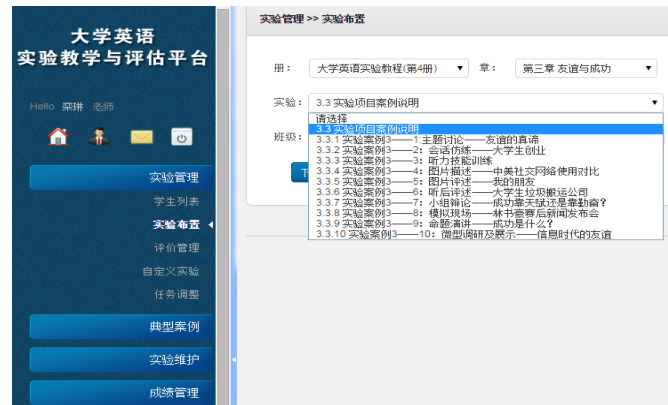 大学英语
实验教学与评估平台
Hello 栾琳 老师
实验管理
学生列表
实验布置
评价管理
自定义实验
任务调整
典型案例
实验维护
成绩管理
实验管理 >> 实验布置
册： 大学英语实验教程(第4册) 章： 第三章 友谊与成功
实验： 3.3 实验项目案例说明
班级：
请选择
3.3 实验项目案例说明
3.3.1 实验案例3——1:主题讨论——友谊的真谛
3.3.2 实验案例3——2：会话仿练——大学生创业
3.3.3 实验案例3——3：听力技能训练
3.3.4 实验案例3——4：图片描述——中美社交网络使用对比
3.3.5 实验案例3——5：图片评述——我的朋友
3.3.6 实验案例3——6：听后评述——大学生垃圾搬运公司
3.3.7 实验案例3——7：小组辩论——成功靠天赋还是靠勤奋？
3.3.8 实验案例3——8：模拟现场——林书豪赛后新闻发布会
3.3.9 实验案例3——9：命题演讲——成功是什么？
3.3.10 实验案例3——10：微型调研及展示——信息时代的友谊
下